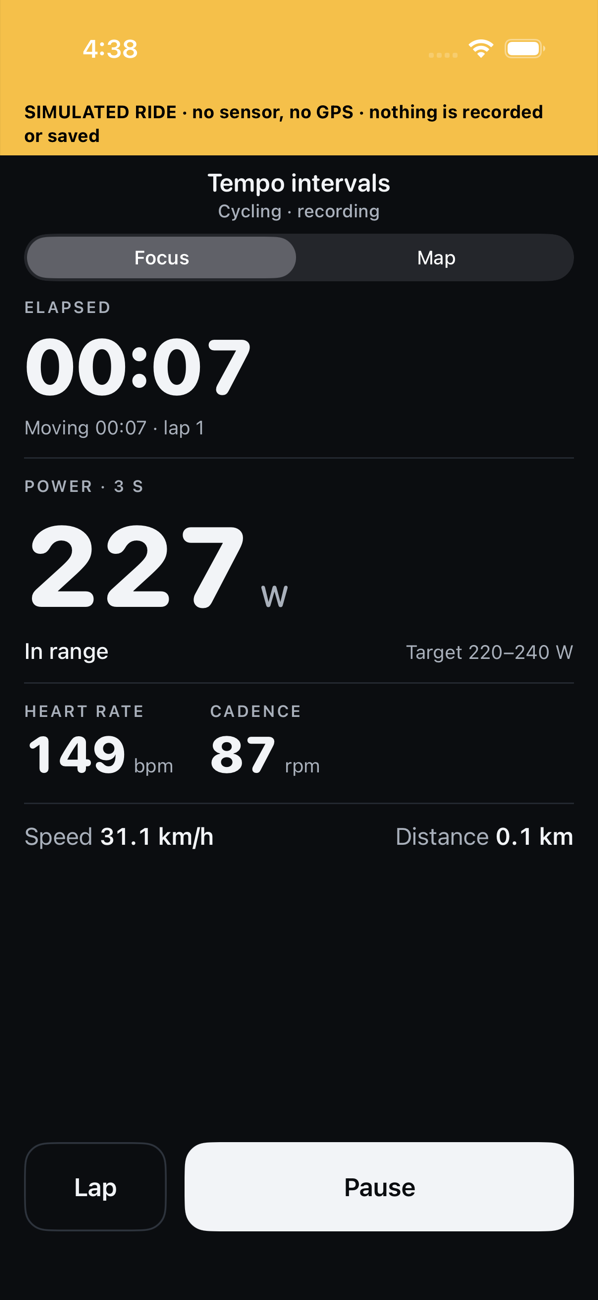 4:38
SIMULATED RIDE · no sensor, no GPS · nothing is recorded
or saved
Tempo intervals
Cycling · recording
Focus Map
ELAPSED
00:07
Moving 00:07 · lap 1
POWER · 3 S
227 W
In range Target 220–240 W
HEART RATE CADENCE
149 bpm 87 rpm
Speed 31.1 km/h Distance 0.1 km
Lap Pause